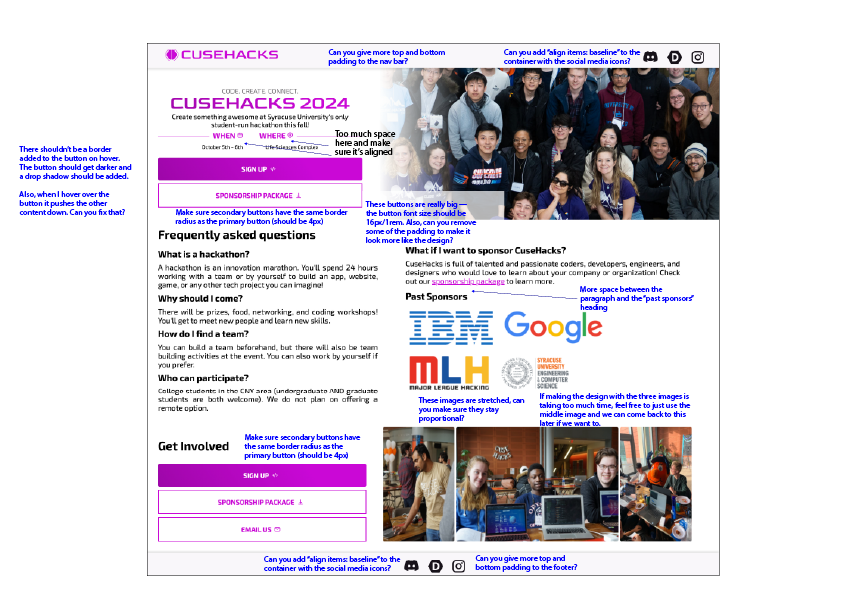 CUSEHACKS
Can you give more top and bottom
padding to the nav bar?
Can you add "align items: baseline" to the
container with the social media icons?
CODE. CREATE. CONNECT.
CUSEHACKS 2024
Create something awesome at Syracuse University's only
student-run hackathon this fall!
WHEN
WHERE
October 5th - 6th
Life Sciences Complex
Too much space
here and make
sure it's aligned
There shouldn't be a border
added to the button on hover.
The button should get darker and
a drop shadow should be added.
Also, when I hover over the
button it pushes the other
content down. Can you fix that?
SIGN UP
SPONSORSHIP PACKAGE
Make sure secondary buttons have the same border
radius as the primary button (should be 4px)
These buttons are really big —
the button font size should be
16px/1rem. Also, can you remove
some of the padding to make it
look more like the design?
Frequently asked questions
What is a hackathon?
A hackathon is an innovation marathon. You'll spend 24 hours
working with a team or by yourself to build an app, website,
game, or any other tech project you can imagine!
Why should I come?
There will be prizes, food, networking, and coding workshops!
You'll get to meet new people and learn new skills.
How do I find a team?
You can build a team beforehand, but there will also be team
building activities at the event. You can also work by yourself if
you prefer.
Who can participate?
College students in the CNY area (undergraduate AND graduate
students are both welcome). We do not plan on offering a
remote option.
What if I want to sponsor CuseHacks?
CuseHacks is full of talented and passionate coders, developers, engineers, and
designers who would love to learn about your company or organization! Check
out our sponsorship package to learn more.
More space between the
paragraph and the "past sponsors"
heading
Past Sponsors
IBM
Google
MLH
MAJOR LEAGUE HACKING
SYRACUSE
UNIVERSITY
ENGINEERING
& COMPUTER
SCIENCE
These images are stretched, can
you make sure they stay
proportional?
If making the design with the three images is
taking too much time, feel free to just use the
middle image and we can come back to this
later if we want to.
Get Involved
Make sure secondary buttons have
the same border radius as the
primary button (should be 4px)
SIGN UP
SPONSORSHIP PACKAGE
EMAIL US
Can you add "align items: baseline" to the
container with the social media icons?
Can you give more top and
bottom padding to the footer?